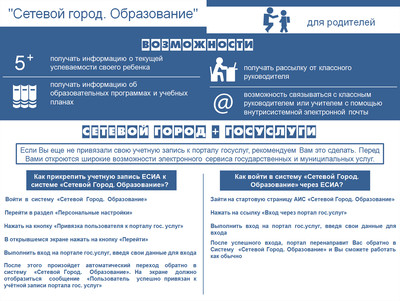 "Сетевой город. Образование"
для родителей
ВОЗМОЖНОСТИ
5+
получать информацию о текущей
успеваемости своего ребенка
получать рассылку от классного
руководителя
получать информацию об
образовательных программах и учебных
планах
@
возможность связываться с классным
руководителем или учителем с помощью
внутрисистемной электронной почты
СЕТЕВОЙ ГОРОД + ГОСУСЛУГИ
Если Вы еще не привязали свою учетную запись к порталу госуслуг, рекомендуем Вам это сделать. Перед
Вами откроются широкие возможности электронного сервиса государственных и муниципальных услуг.
Как прикрепить учетную запись ЕСИА к
системе «Сетевой Город. Образование»?
Войти в систему «Сетевой Город. Образование»
Перейти в раздел «Персональные настройки»
Нажать на кнопку «Привязка пользователя к порталу гос. услуг»
В открывшемся экране нажать на кнопку «Перейти»
Выполнить вход на портале гос.услуг, введя свои данные для входа
После этого произойдет автоматический переход обратно в
систему «Сетевой Город. Образование». На экране должно
отобразиться сообщение «Пользователь успешно привязан к
учётной записи портала гос. услуг»
Как войти в систему «Сетевой Город.
Образование» через ЕСИА?
Зайти на стартовую страницу АИС «Сетевой Город. Образование»
Нажать на ссылку «Вход через портал гос.услуг»
Выполнить вход на портал гос.услуг, введя свои данные для
входа
После успешного входа, портал перенаправит Вас обратно в
Систему «Сетевой Город. Образование» и Вы сможете работать
как обычно